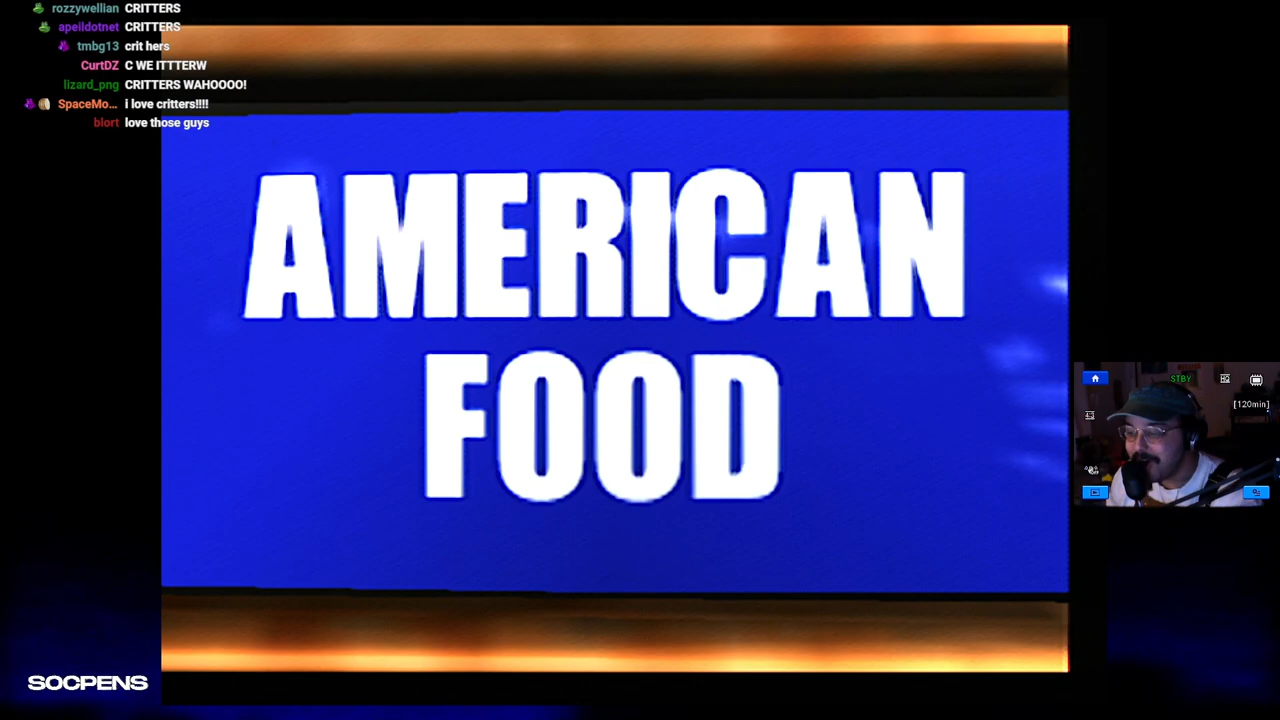 rozzywellian CRITTERS
apeildotnet CRITTERS
tmbg13 crit hers
CurtDZ C WE ITTTERW
lizard_png CRITTERS WAHOOOO!
SpaceMo... i love critters!!!!
blort love those guys
AMERICAN
FOOD
STBY
[120min]
SOCPENS